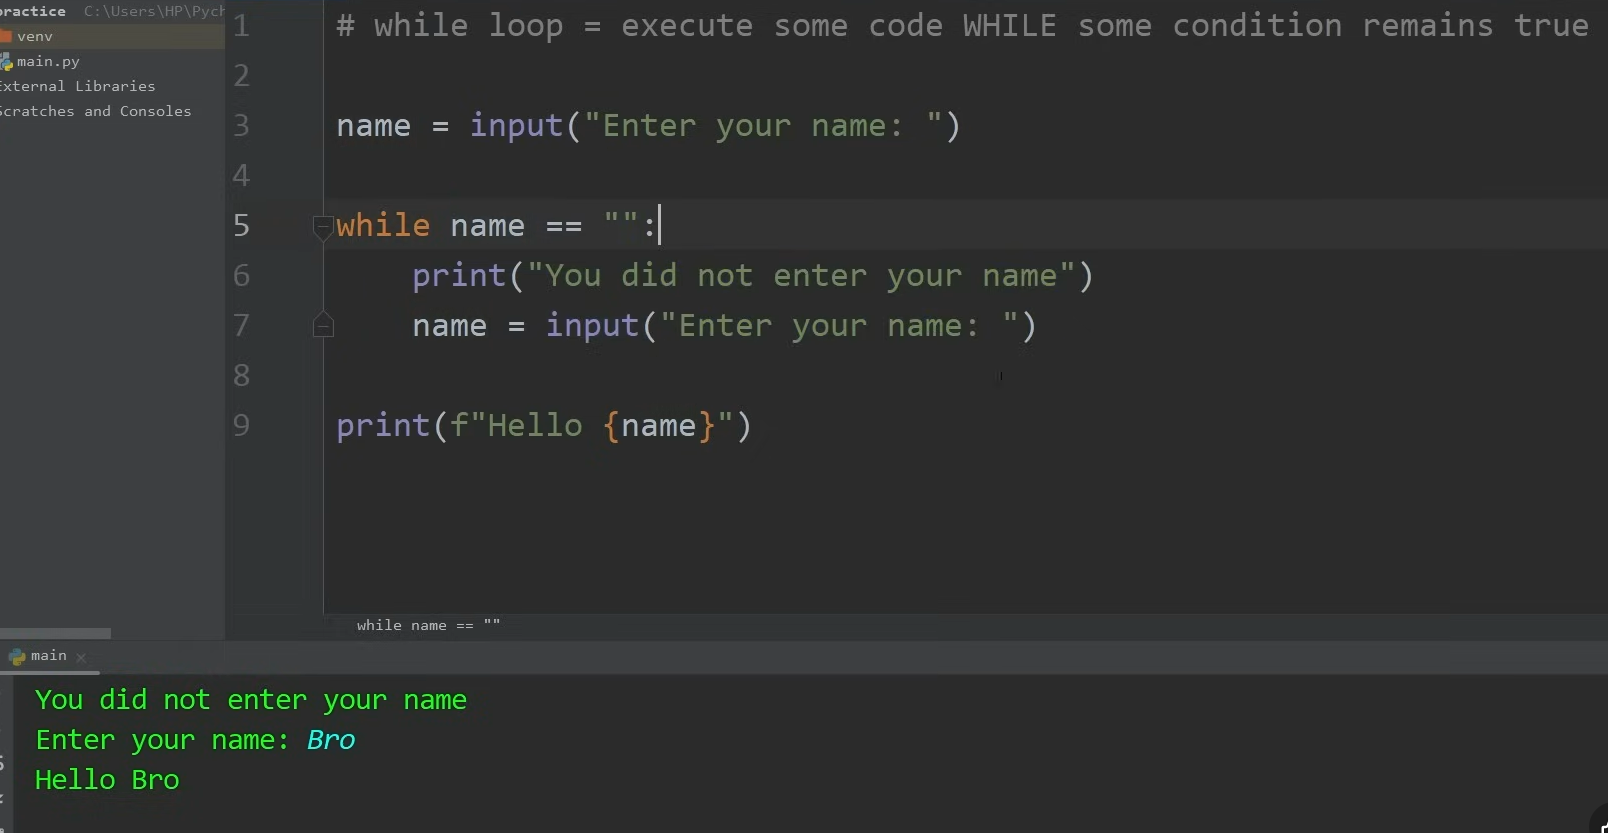 practice C:\Users\HP\Pych
venv
main.py
External Libraries
Scratches and Consoles
1 # while loop = execute some code WHILE some condition remains true
2
3 name = input("Enter your name: ")
4
5 while name == "":
6     print("You did not enter your name")
7     name = input("Enter your name: ")
8
9 print(f"Hello {name}")
while name == ""
main
You did not enter your name
Enter your name: Bro
Hello Bro